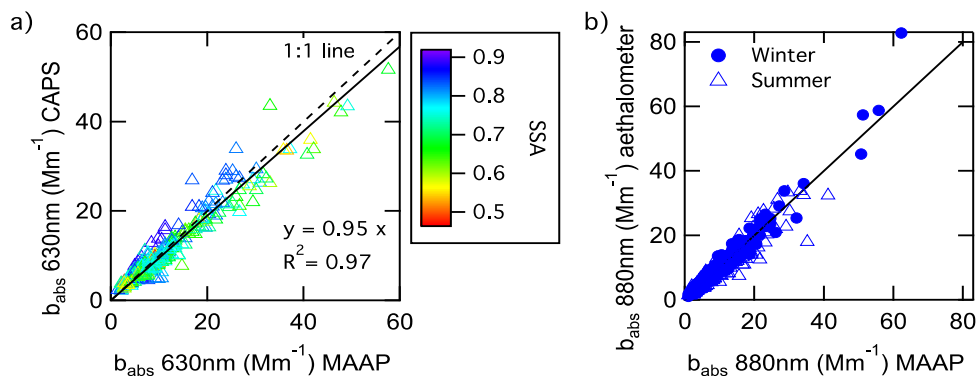 a)
b_abs 630nm (Mm⁻¹) CAPS
60
40
20
0
0 20 40 60
b_abs 630nm (Mm⁻¹) MAAP
1:1 line
y = 0.95 x
R² = 0.97
0.9
0.8
0.7
0.6
0.5
SSA
b)
b_abs 880nm (Mm⁻¹) aethalometer
80
60
40
20
0
0 20 40 60 80
b_abs 880nm (Mm⁻¹) MAAP
Winter
Summer